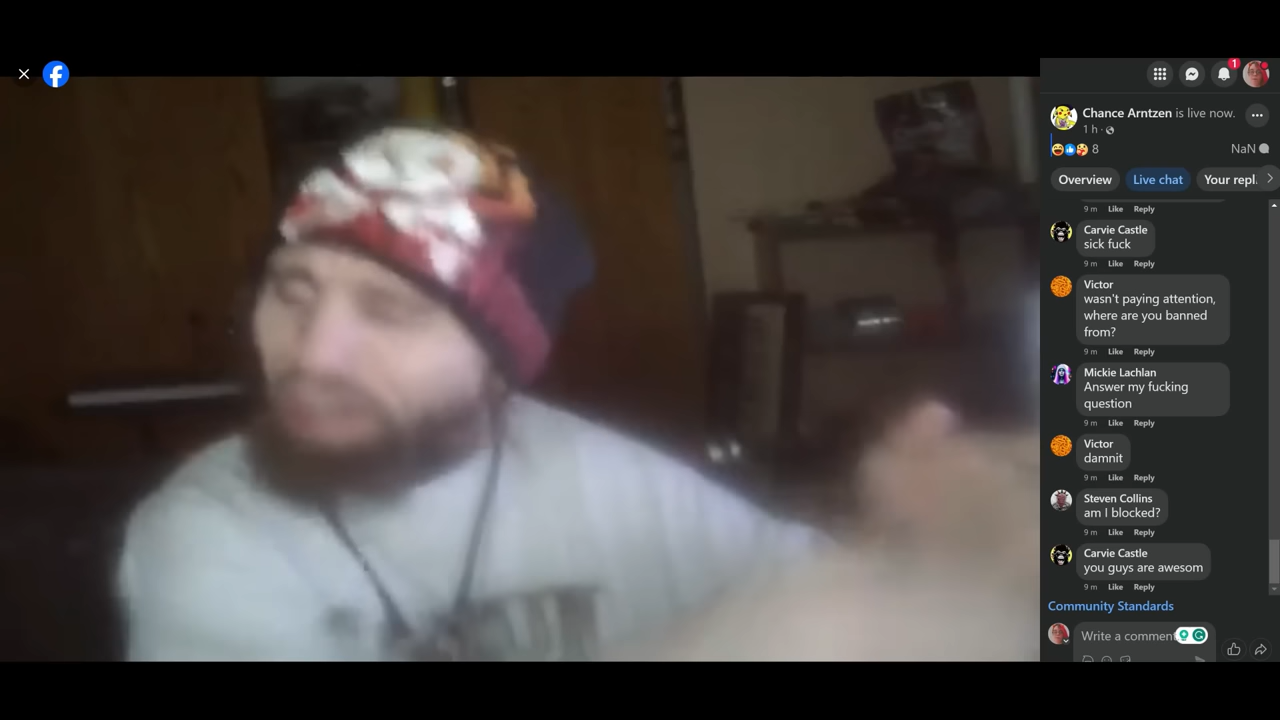 Chance Arntzen is live now.
1 h
8
NaN
Overview
Live chat
Your repl.
9 m Like Reply
Carvie Castle
sick fuck
9 m Like Reply
Victor
wasn't paying attention,
where are you banned
from?
9 m Like Reply
Mickie Lachlan
Answer my fucking
question
9 m Like Reply
Victor
damnit
9 m Like Reply
Steven Collins
am I blocked?
9 m Like Reply
Carvie Castle
you guys are awesom
9 m Like Reply
Community Standards
Write a comment
1